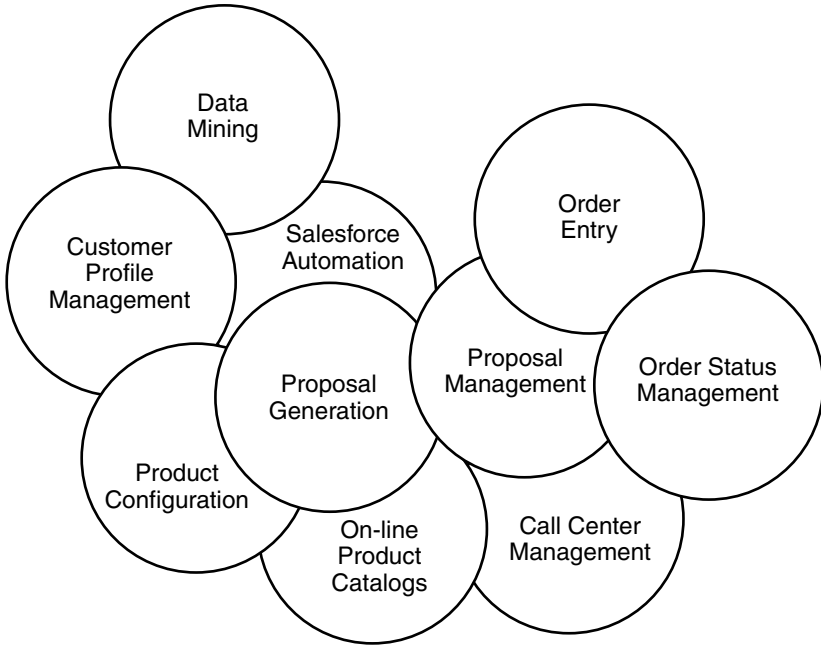 Data
Mining
Order
Entry
Salesforce
Automation
Customer
Profile
Management
Proposal
Management
Order Status
Management
Proposal
Generation
Product
Configuration
On-line
Product
Catalogs
Call Center
Management